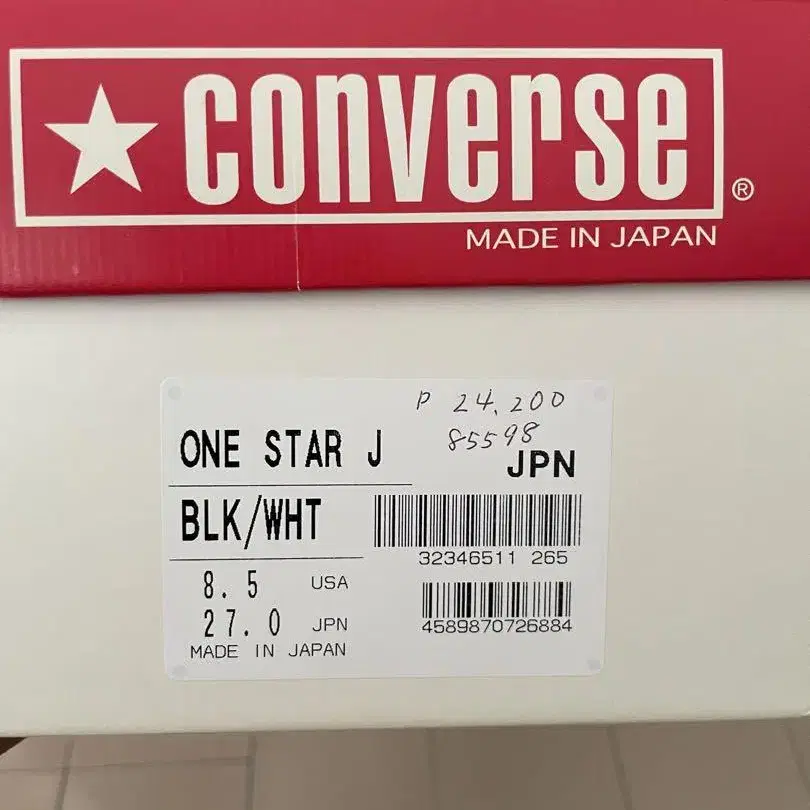 CONVERSE®
MADE IN JAPAN
P 24,200
85598
ONE STAR J
JPN
BLK/WHT
32346511 265
8.5 USA
27.0 JPN
4589870726884
MADE IN JAPAN